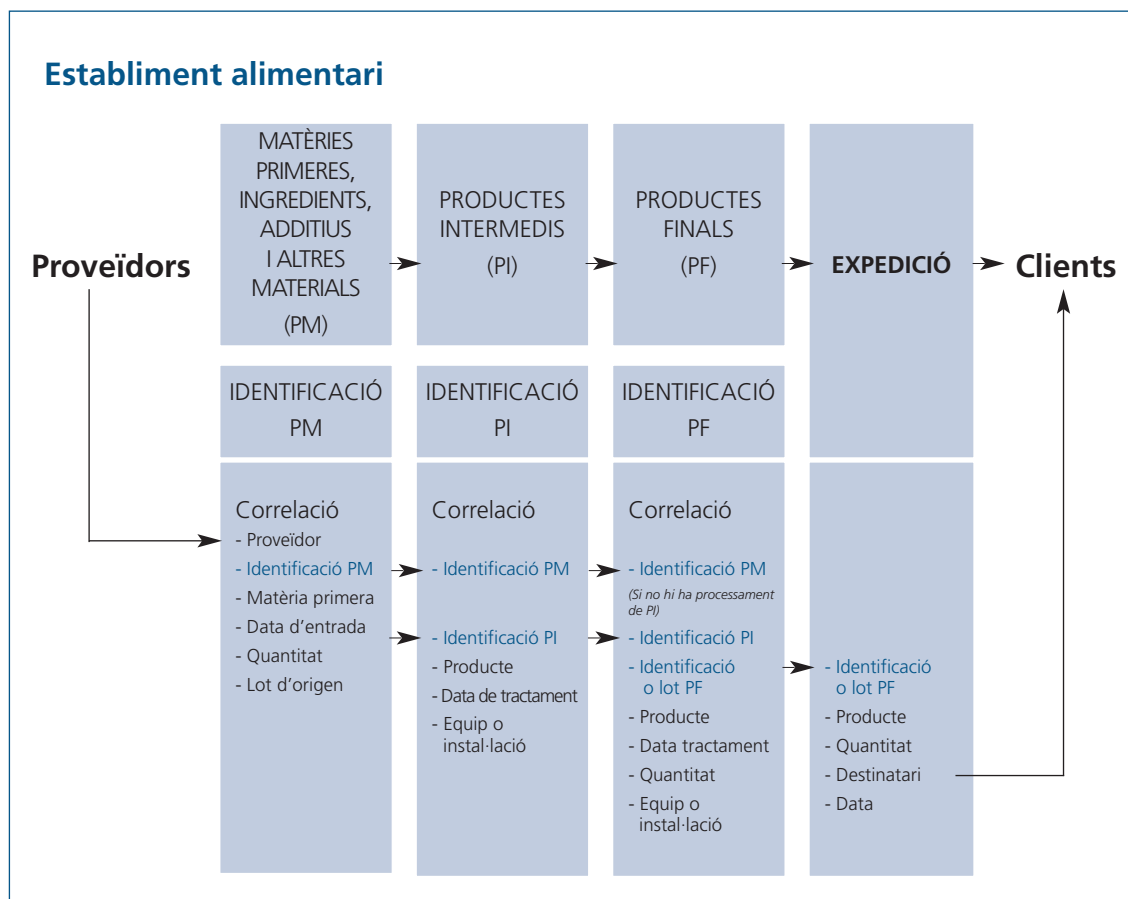 Establiment alimentari
Proveïdors
MATÈRIES
PRIMERES,
INGREDIENTS,
ADDITIUS
I ALTRES
MATERIALS
(PM)
PRODUCTES
INTERMEDIS
(PI)
PRODUCTES
FINALS
(PF)
EXPEDICIÓ
Clients
IDENTIFICACIÓ
PM
IDENTIFICACIÓ
PI
IDENTIFICACIÓ
PF
Correlació
- Proveïdor
- Identificació PM
- Matèria primera
- Data d'entrada
- Quantitat
- Lot d'origen
Correlació
- Identificació PM
- Identificació PI
- Producte
- Data de tractament
- Equip o
instal·lació
Correlació
- Identificació PM
(Si no hi ha processament
de PI)
- Identificació PI
- Identificació
o lot PF
- Producte
- Data tractament
- Quantitat
- Equip o
instal·lació
- Identificació
o lot PF
- Producte
- Quantitat
- Destinatari
- Data